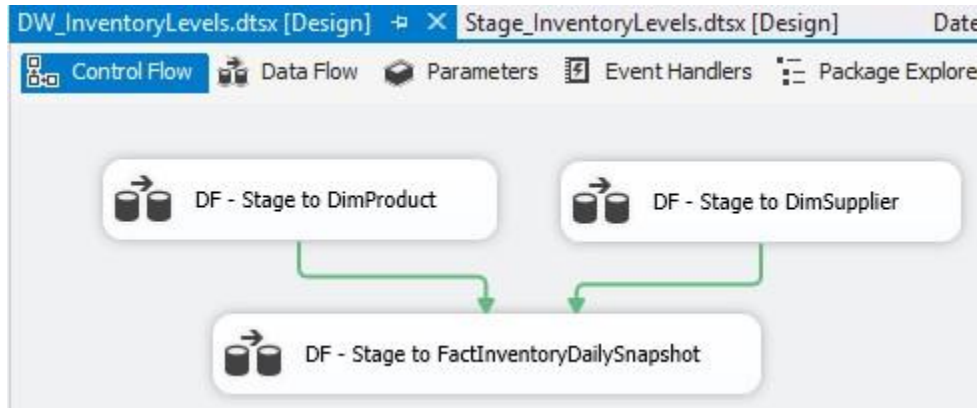 DW_InventoryLevels.dtsx [Design] Stage_InventoryLevels.dtsx [Design] Date
Control Flow Data Flow Parameters Event Handlers Package Explore
DF - Stage to DimProduct DF - Stage to DimSupplier
DF - Stage to FactInventoryDailySnapshot